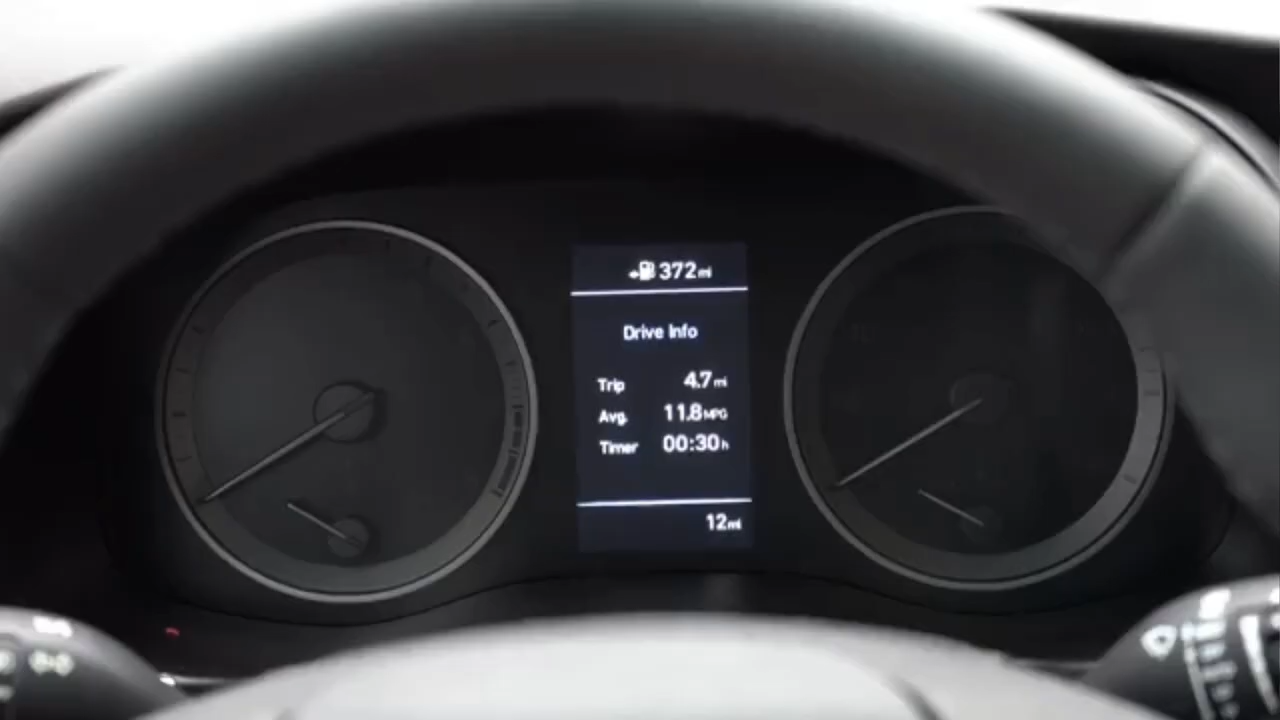 372 mi
Drive Info
Trip 4.7 mi
Avg. 11.8 MPG
Timer 00:30 h
12 mi